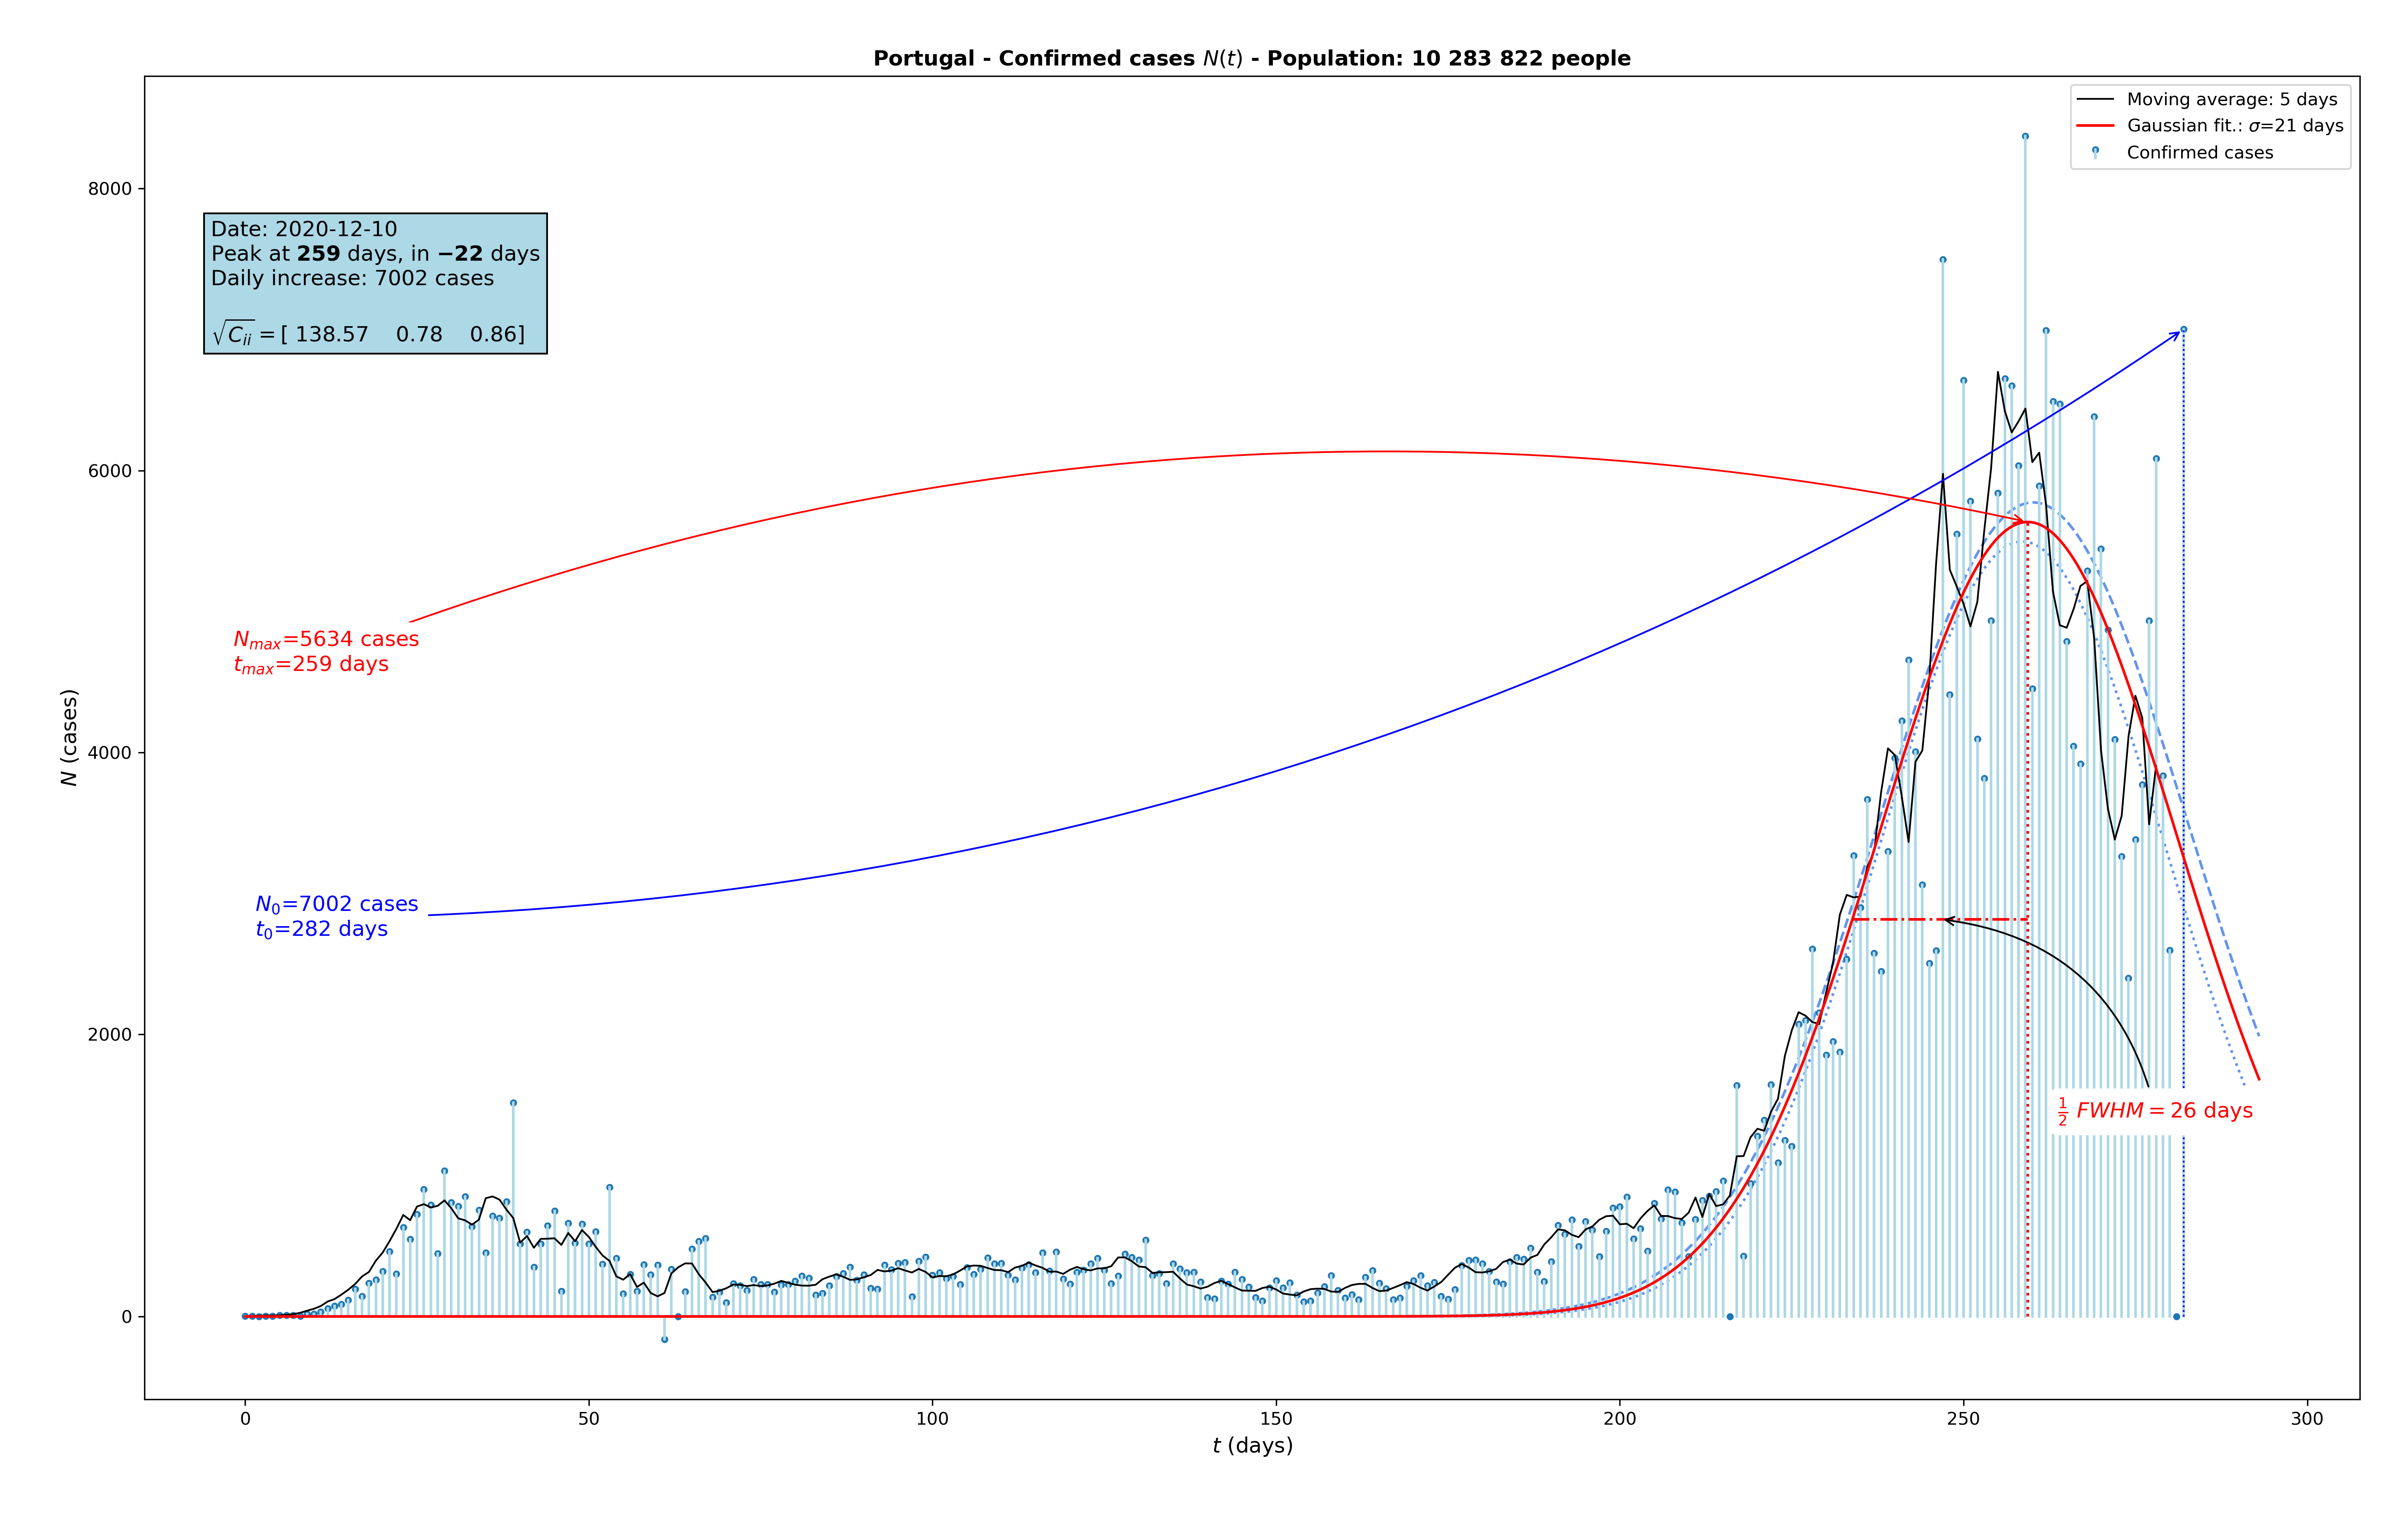 Portugal - Confirmed cases N(t) - Population: 10 283 822 people
Moving average: 5 days
Gaussian fit.: σ=21 days
Confirmed cases
Date: 2020-12-10
Peak at 259 days, in −22 days
Daily increase: 7002 cases
√C_ii = [ 138.57 0.78 0.86]
N_max=5634 cases
t_max=259 days
N_0=7002 cases
t_0=282 days
1/2 FWHM = 26 days
N (cases)
8000
6000
4000
2000
0
0 50 100 150 200 250 300
t (days)